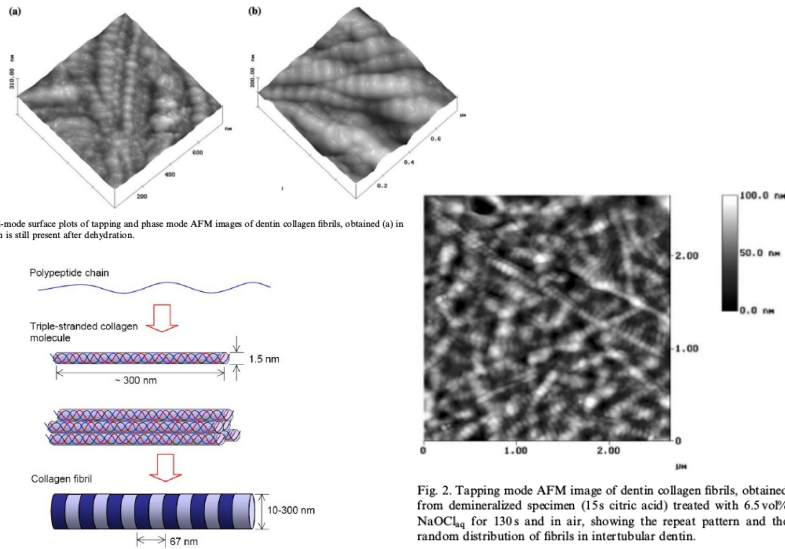 (a)
(b)
310.00 nm
200
400
600
nm
300.00 nm
0.2
0.4
0.6
µm
-mode surface plots of tapping and phase mode AFM images of dentin collagen fibrils, obtained (a) in
is still present after dehydration.
Polypeptide chain
Triple-stranded collagen
molecule
1.5 nm
~ 300 nm
Collagen fibril
10-300 nm
67 nm
100.0 nm
50.0 nm
0.0 nm
2.00
1.00
0
0
1.00
2.00
µM
Fig. 2. Tapping mode AFM image of dentin collagen fibrils, obtained
from demineralized specimen (15 s citric acid) treated with 6.5 vol%
NaOClaq for 130 s and in air, showing the repeat pattern and the
random distribution of fibrils in intertubular dentin.